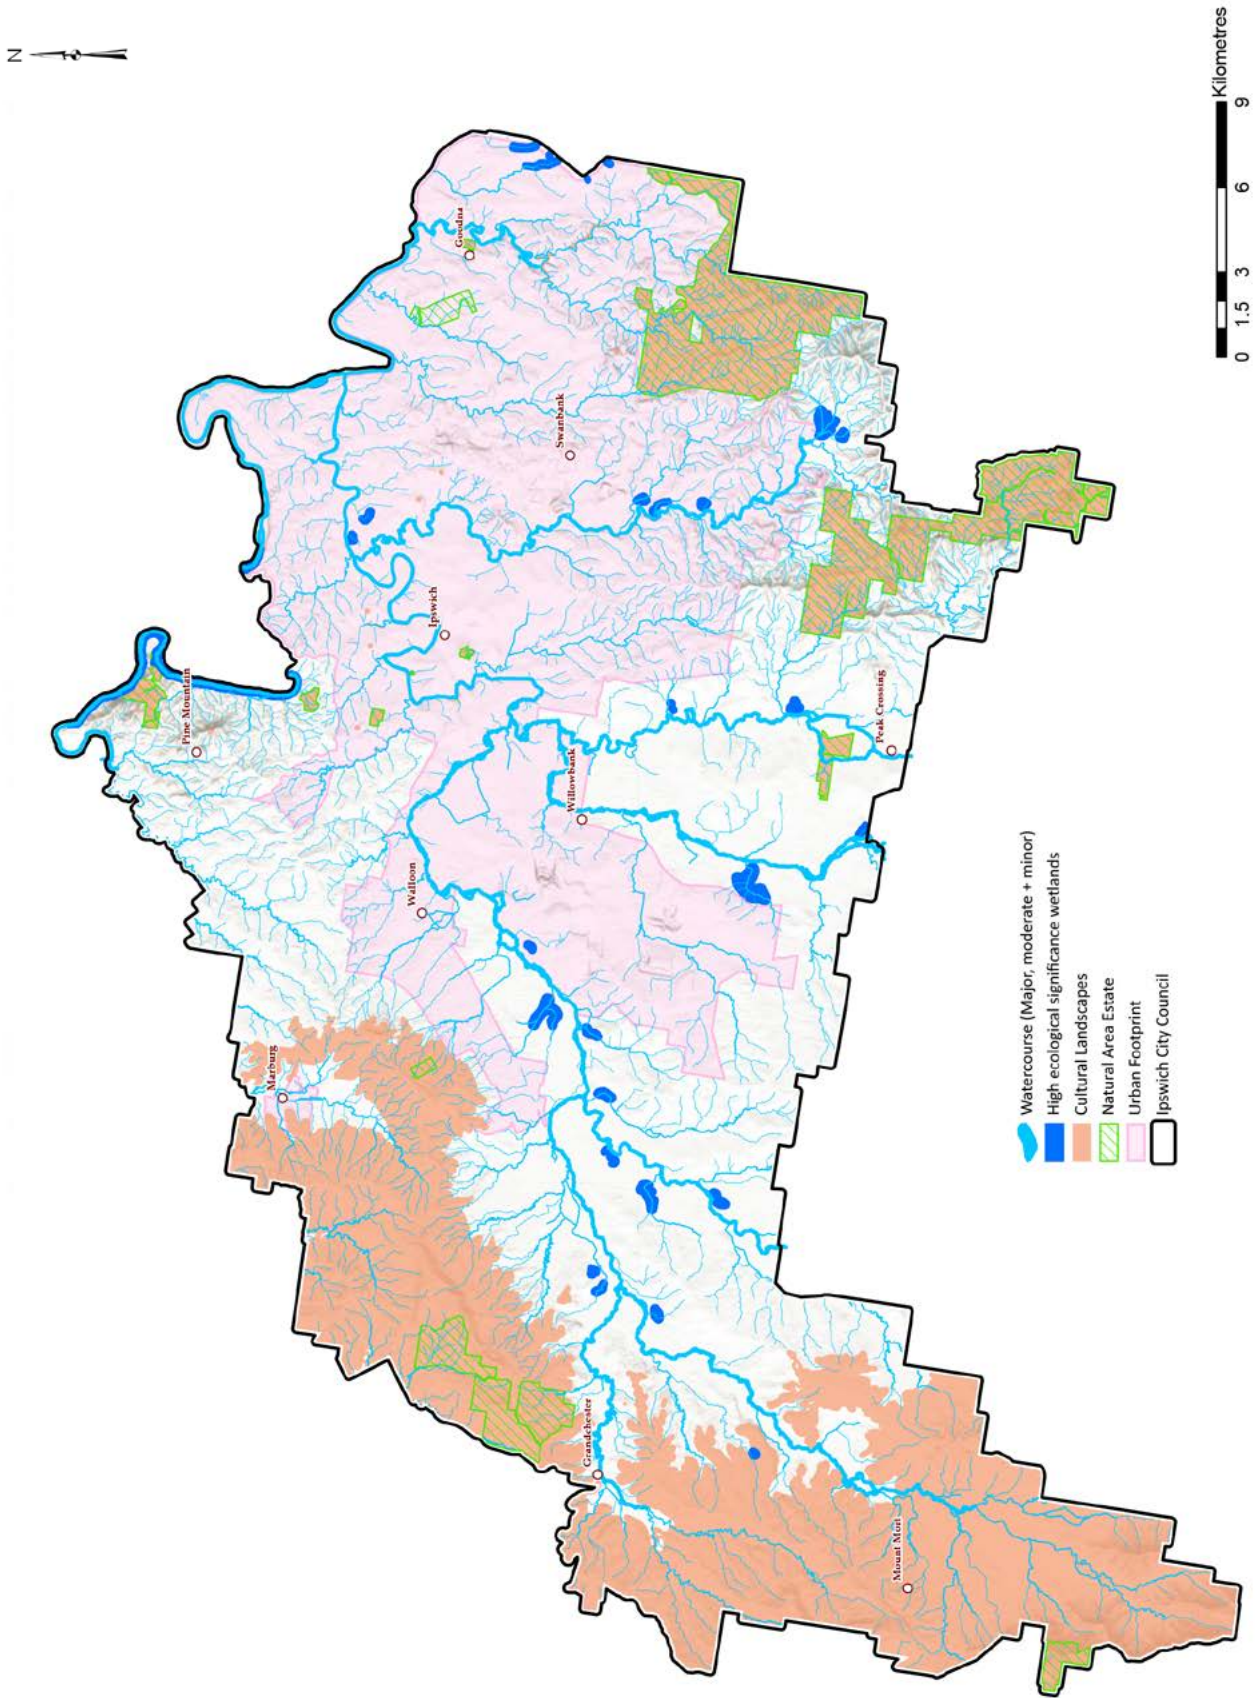 N
Goodna
Swanbank
Ipswich
Pine Mountain
Peak Crossing
Willowbank
Walloon
Marburg
Grandchester
Mount Mort
Watercourse (Major, moderate + minor)
High ecological significance wetlands
Cultural Landscapes
Natural Area Estate
Urban Footprint
Ipswich City Council
0 1.5 3 6 9
Kilometres